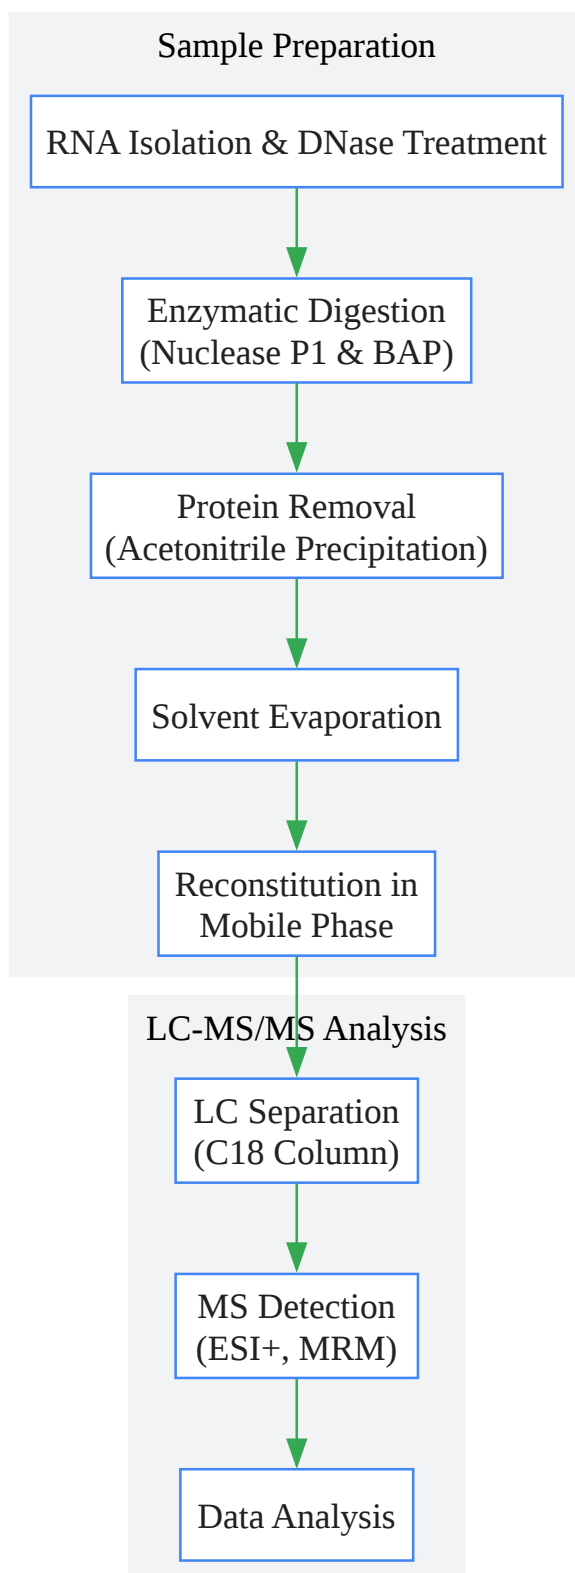 Sample Preparation
RNA Isolation & DNase Treatment
Enzymatic Digestion
(Nuclease P1 & BAP)
Protein Removal
(Acetonitrile Precipitation)
Solvent Evaporation
Reconstitution in
Mobile Phase
LC-MS/MS Analysis
LC Separation
(C18 Column)
MS Detection
(ESI+, MRM)
Data Analysis